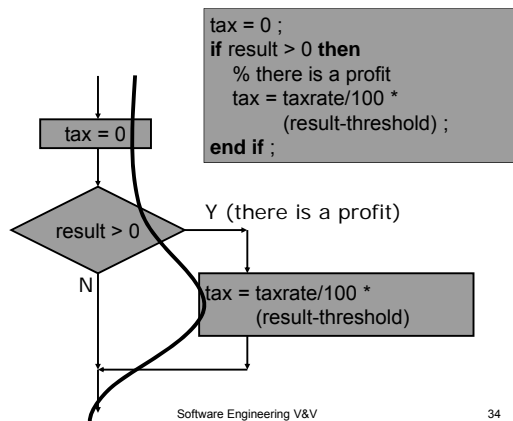 tax = 0 ;
if result > 0 then
% there is a profit
tax = taxrate/100 *
(result-threshold) ;
end if ;
tax = 0
result > 0
Y (there is a profit)
N
tax = taxrate/100 *
(result-threshold)
Software Engineering V&V
34